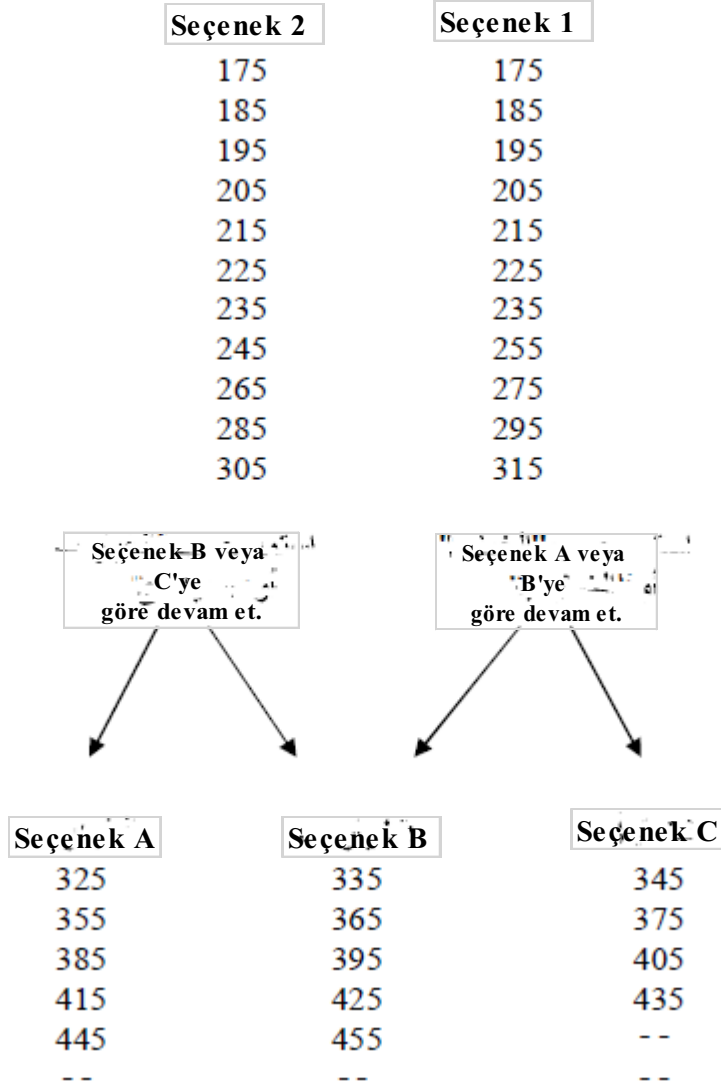 Seçenek 2 Seçenek 1
175 175
185 185
195 195
205 205
215 215
225 225
235 235
245 255
265 275
285 295
305 315
Seçenek B veya
C'ye
göre devam et.
Seçenek A veya
B'ye
göre devam et.
Seçenek A Seçenek B Seçenek C
325 335 345
355 365 375
385 395 405
415 425 435
445 455 - -
- - - - - -